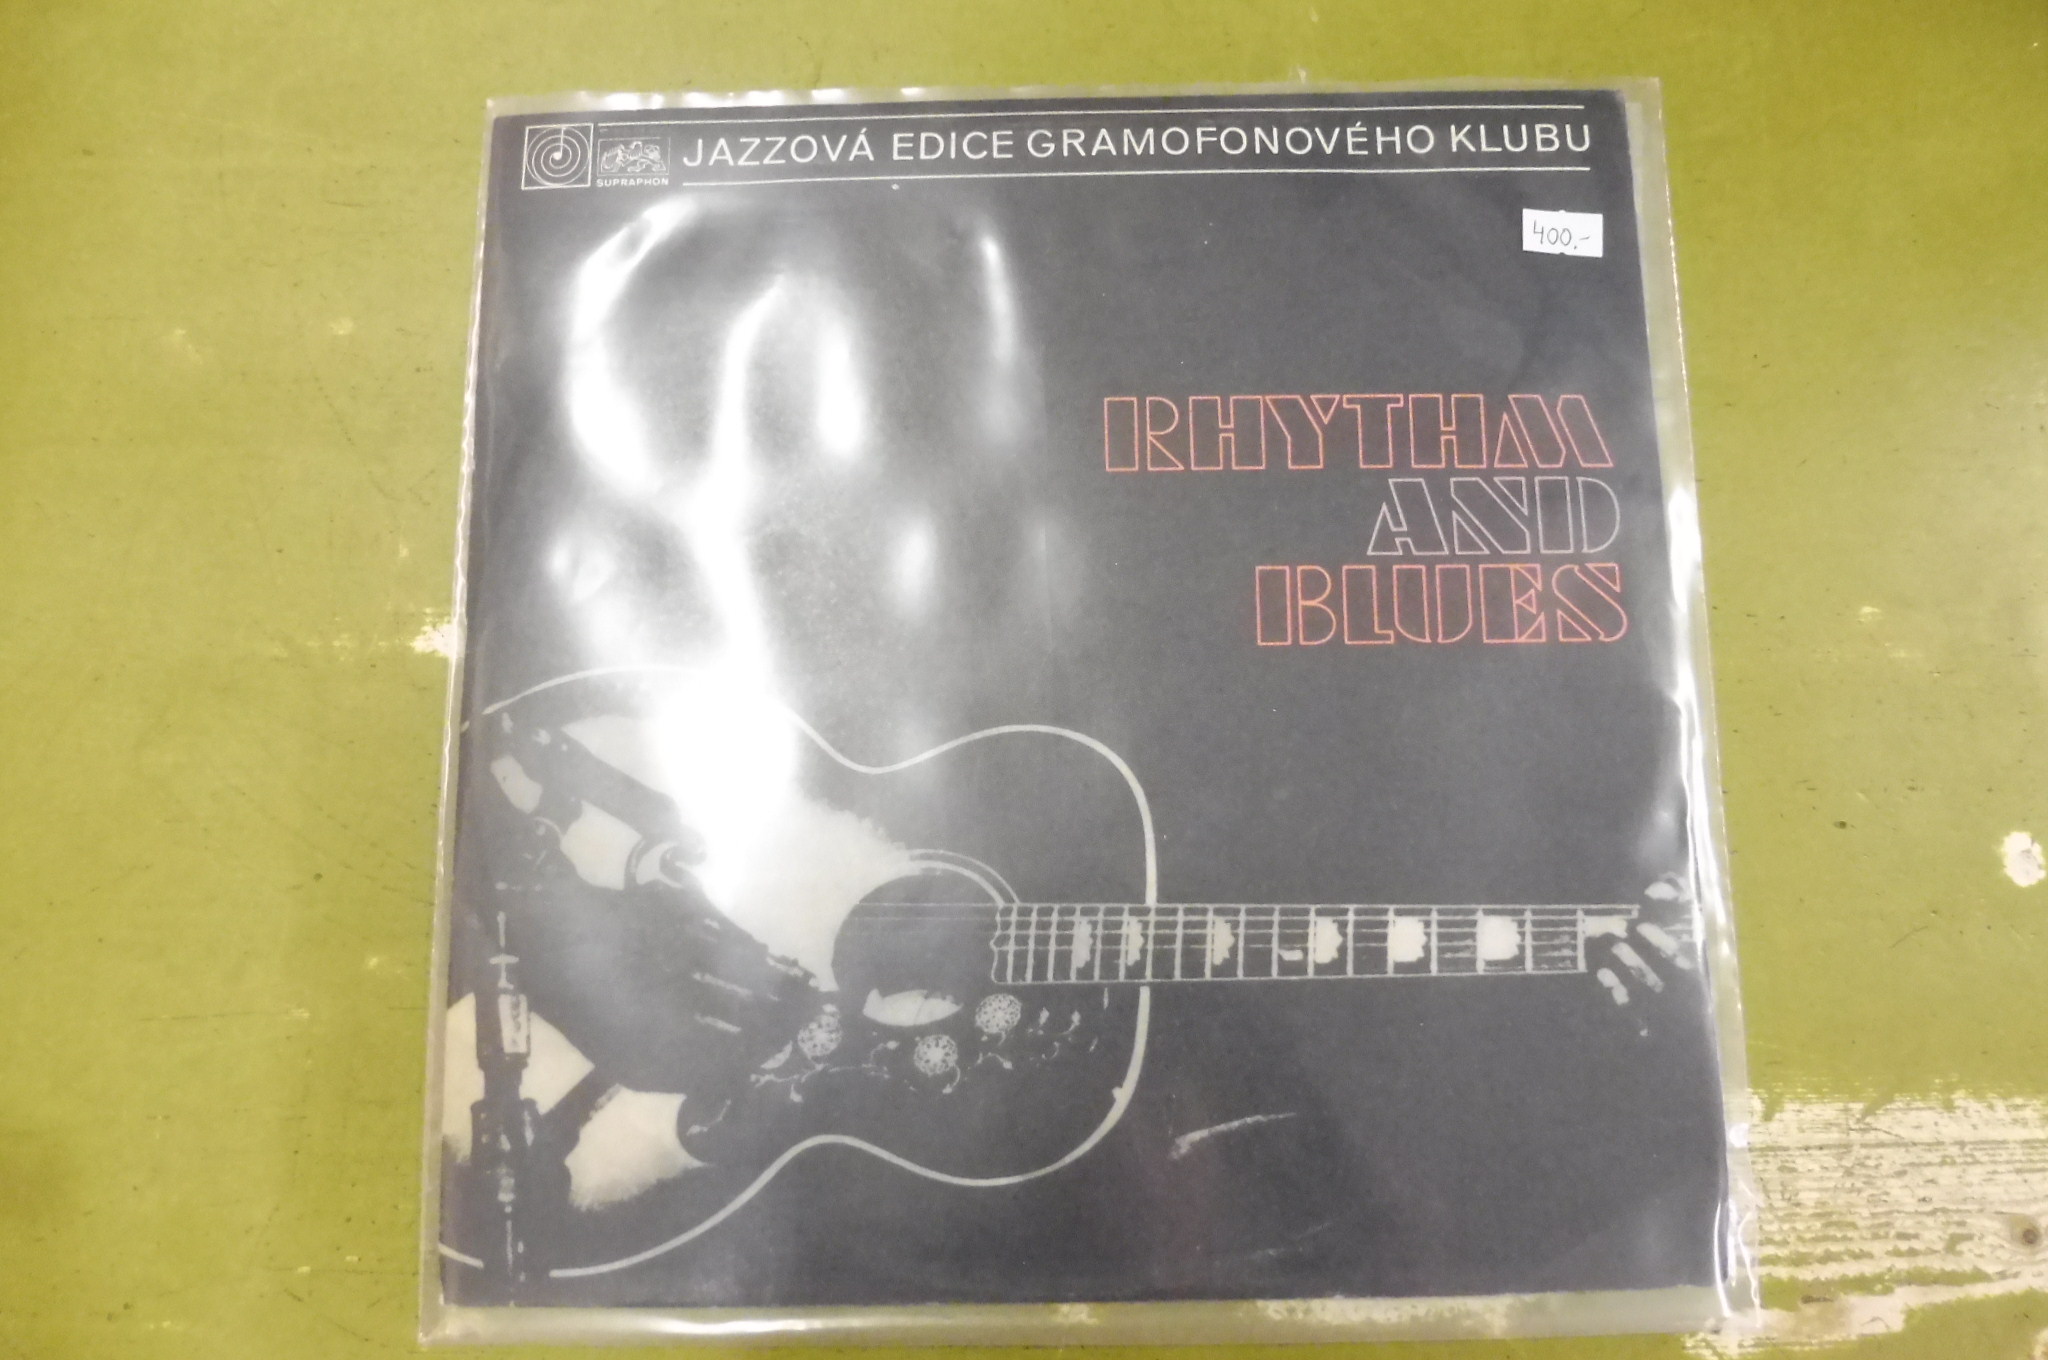 SUPRAPHON
JAZZOVÁ EDICE GRAMOFONOVÉHO KLUBU
400,-
RHYTHM
AND
BLUES